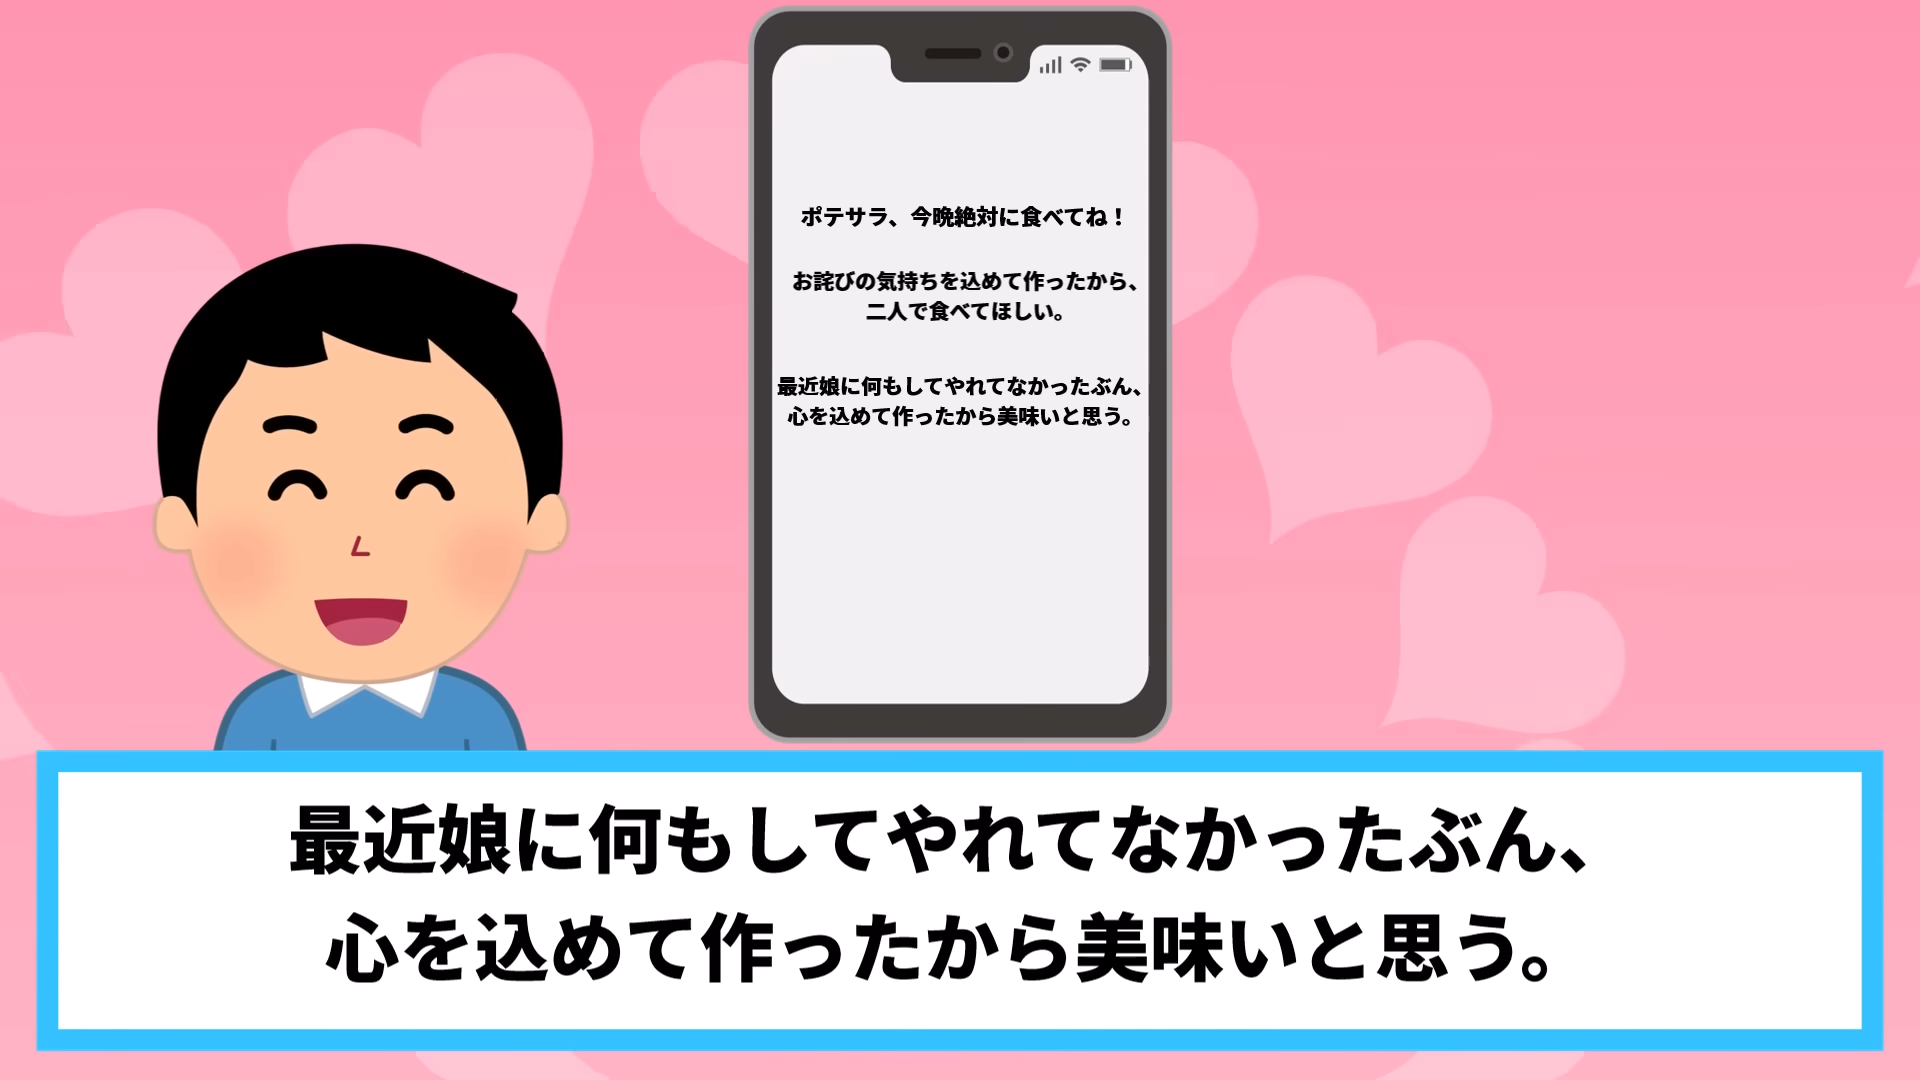 ポテサラ、今晩絶対に食べてね！
お詫びの気持ちを込めて作ったから、
二人で食べてほしい。
最近娘に何もしてやれてなかったぶん、
心を込めて作ったから美味いと思う。
最近娘に何もしてやれてなかったぶん、
心を込めて作ったから美味いと思う。